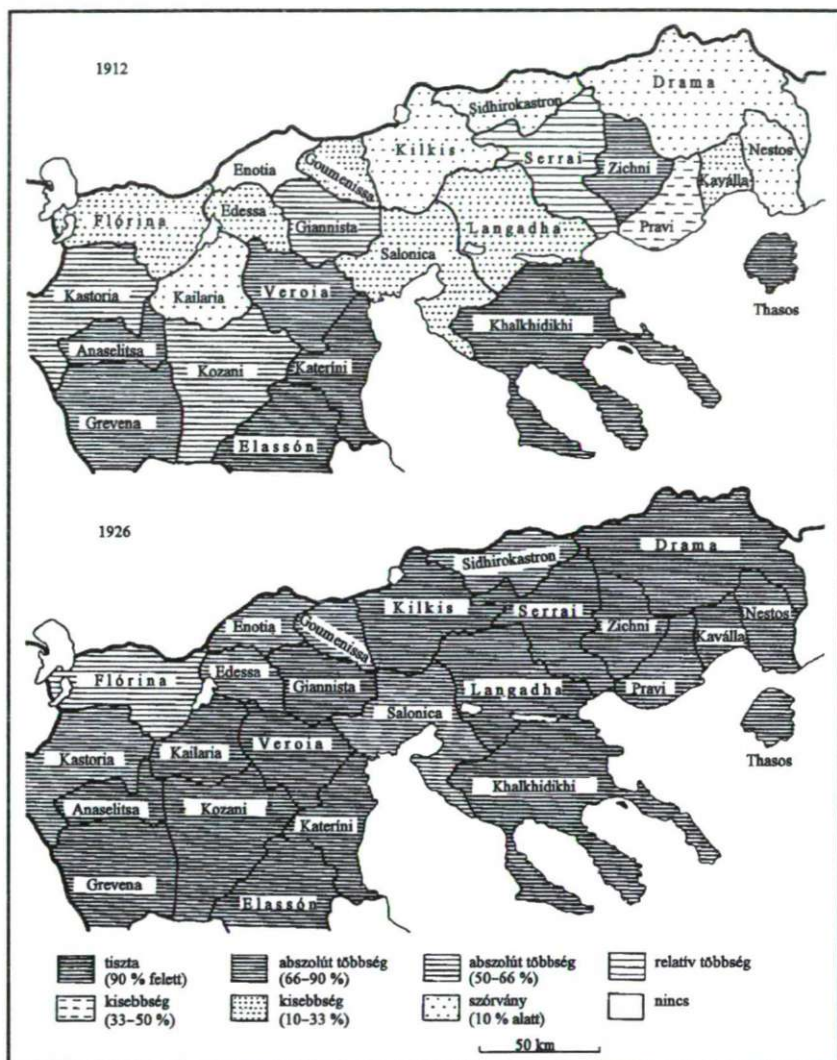 1912
Drama
Sidhirokastron
Kilkis
Serrai
Zichni
Nestos
Kaválla
Enotia
Goumenissa
Flórina
Edessa
Giannista
Langadha
Pravi
Salonica
Kastoria
Kailaria
Veroia
Thasos
Khalkhidikhi
Anaselitsa
Kozani
Kateríni
Grevena
Elassón
1926
Drama
Sidhirokastron
Kilkis
Serrai
Zichni
Nestos
Kaválla
Enotia
Goumenissa
Flórina
Edessa
Giannista
Langadha
Pravi
Salonica
Kastoria
Kailaria
Veroia
Thasos
Khalkhidikhi
Anaselitsa
Kozani
Kateríni
Grevena
Elassón
tiszta
(90 % felett)
abszolút többség
(66–90 %)
abszolút többség
(50–66 %)
relatív többség
kisebbség
(33–50 %)
kisebbség
(10–33 %)
szórvány
(10 % alatt)
nincs
50 km